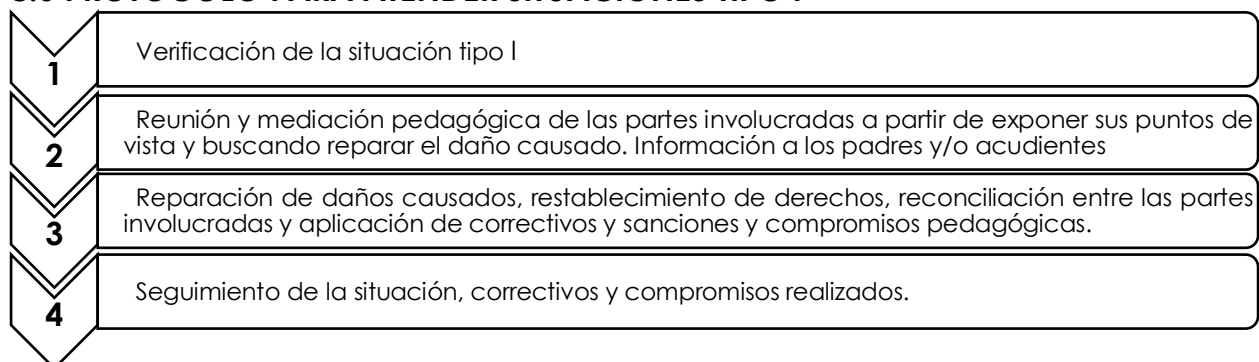 1
Verificación de la situación tipo I
2
Reunión y mediación pedagógica de las partes involucradas a partir de exponer sus puntos de
vista y buscando reparar el daño causado. Información a los padres y/o acudientes
3
Reparación de daños causados, restablecimiento de derechos, reconciliación entre las partes
involucradas y aplicación de correctivos y sanciones y compromisos pedagógicas.
4
Seguimiento de la situación, correctivos y compromisos realizados.